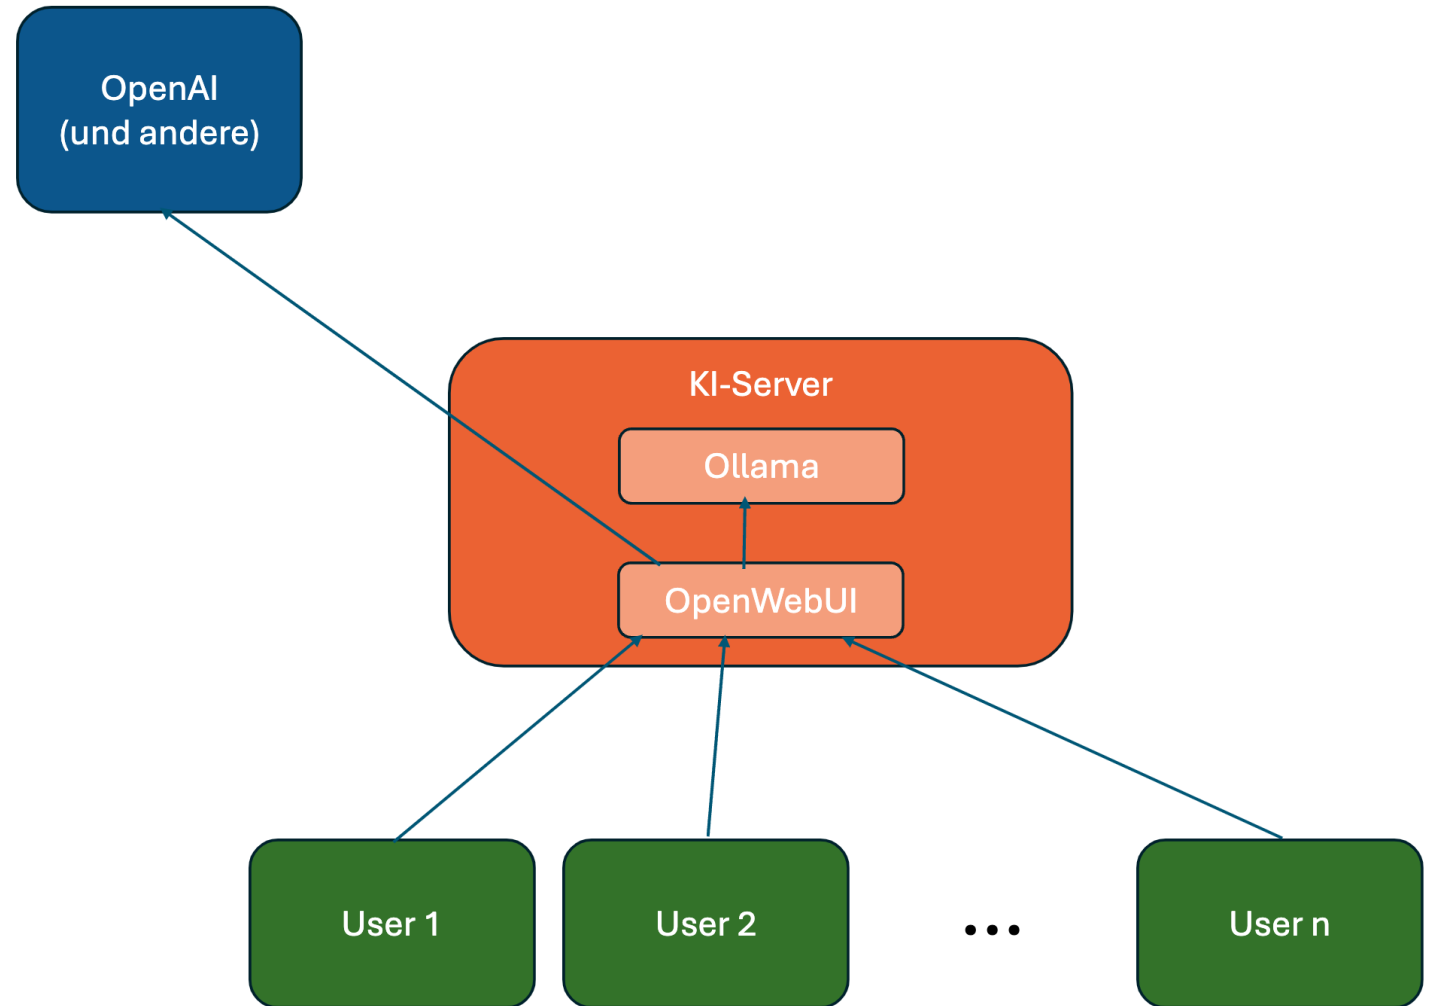 OpenAI
(und andere)
KI-Server
Ollama
OpenWebUI
User 1
User 2
...
User n